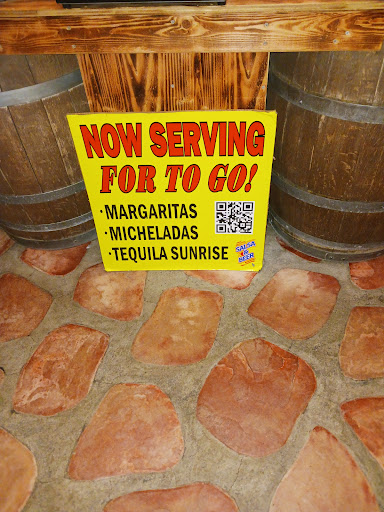 NOW SERVING
FOR TO GO!
·MARGARITAS
·MICHELADAS
·TEQUILA SUNRISE
SALSA
BEER